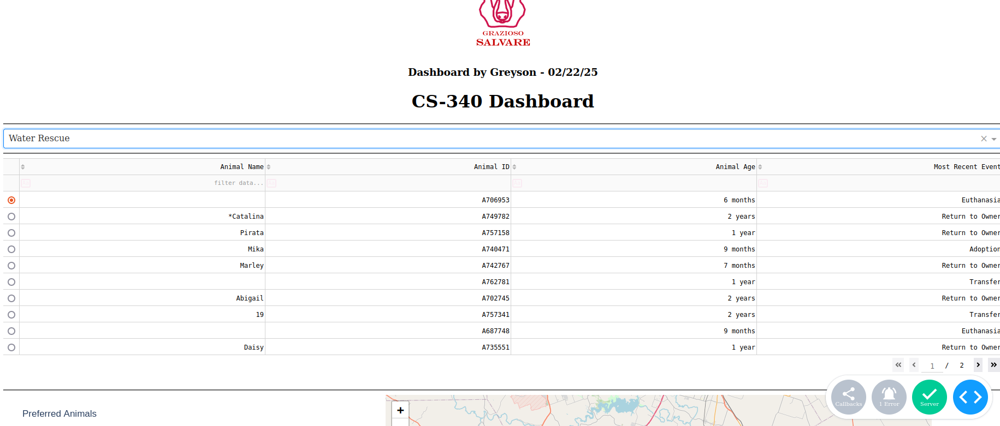 GRAZIOSO
SALVARE
Dashboard by Greyson - 02/22/25
CS-340 Dashboard
Water Rescue
Animal Name Animal ID Animal Age Most Recent Event
Aa filter data... Aa Aa Aa
A706953 6 months Euthanasia
*Catalina A749782 2 years Return to Owner
Pirata A757158 1 year Return to Owner
Mika A740471 9 months Adoption
Marley A742767 7 months Return to Owner
A762781 1 year Transfer
Abigail A702745 2 years Return to Owner
19 A757341 2 years Transfer
A687748 9 months Euthanasia
Daisy A735551 1 year Return to Owner
1 / 2
Callbacks 1 Error Server
Preferred Animals
+